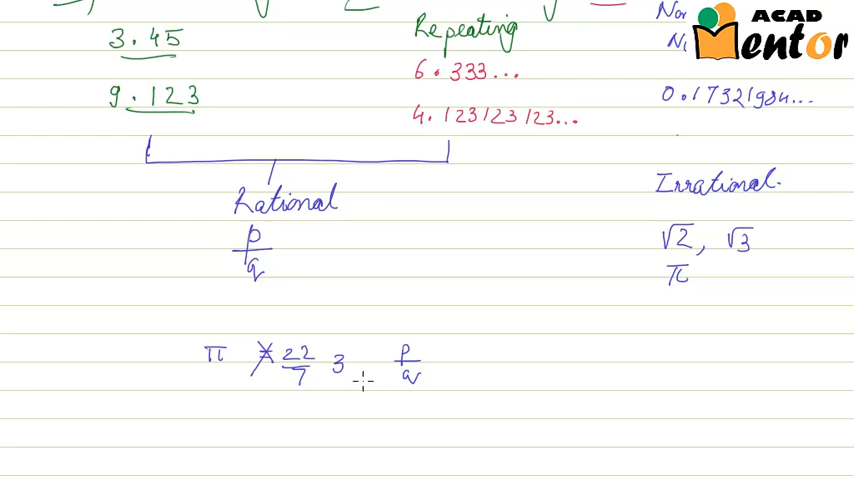 ACAD
Mentor
3.45
Repeating
6.333...
9.123
4.123123123...
0.17321984...
Rational
Irrational.
p
q
√2, √3
π
π 22/7 3 p/q